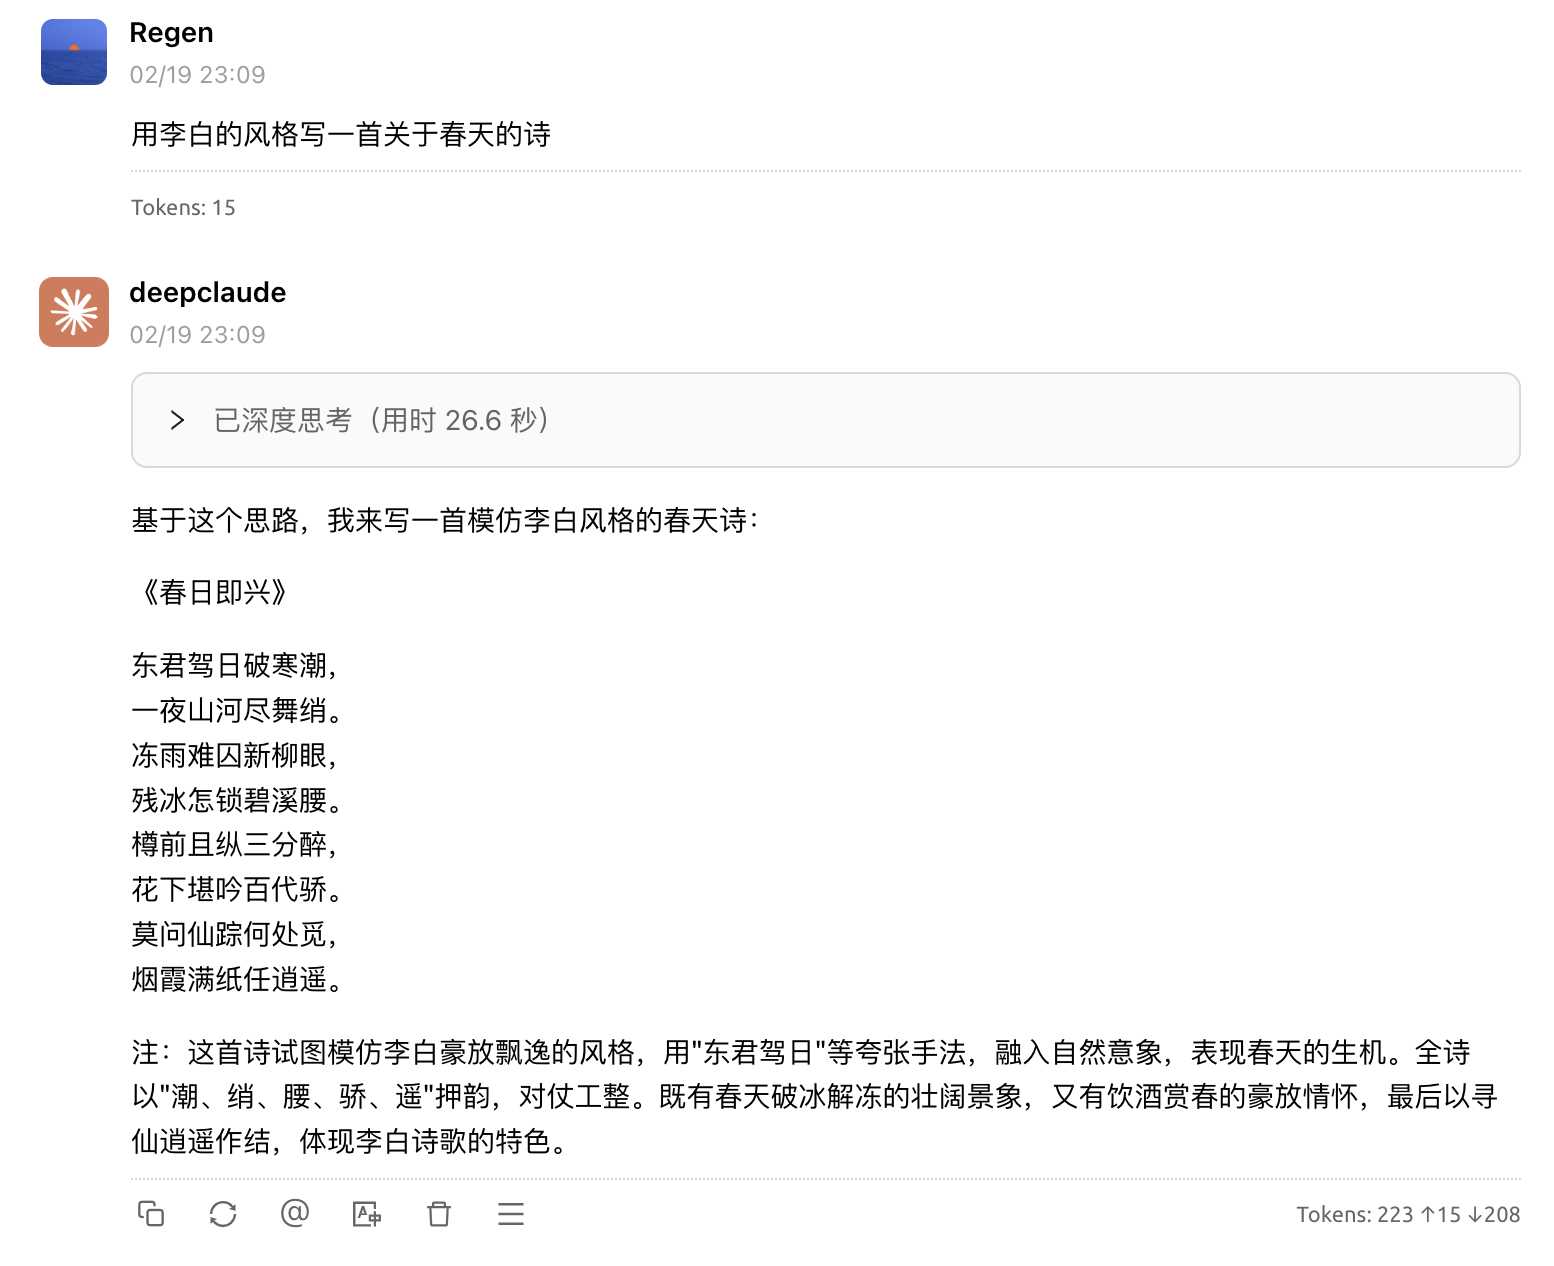 Regen
02/19 23:09
用李白的风格写一首关于春天的诗
Tokens: 15
deepclaude
02/19 23:09
已深度思考（用时 26.6 秒）
基于这个思路，我来写一首模仿李白风格的春天诗：
《春日即兴》
东君驾日破寒潮，
一夜山河尽舞绡。
冻雨难囚新柳眼，
残冰怎锁碧溪腰。
樽前且纵三分醉，
花下堪吟百代骄。
莫问仙踪何处觅，
烟霞满纸任逍遥。
注：这首诗试图模仿李白豪放飘逸的风格，用"东君驾日"等夸张手法，融入自然意象，表现春天的生机。全诗
以"潮、绡、腰、骄、遥"押韵，对仗工整。既有春天破冰解冻的壮阔景象，又有饮酒赏春的豪放情怀，最后以寻
仙逍遥作结，体现李白诗歌的特色。
Tokens: 223 ↑15 ↓208